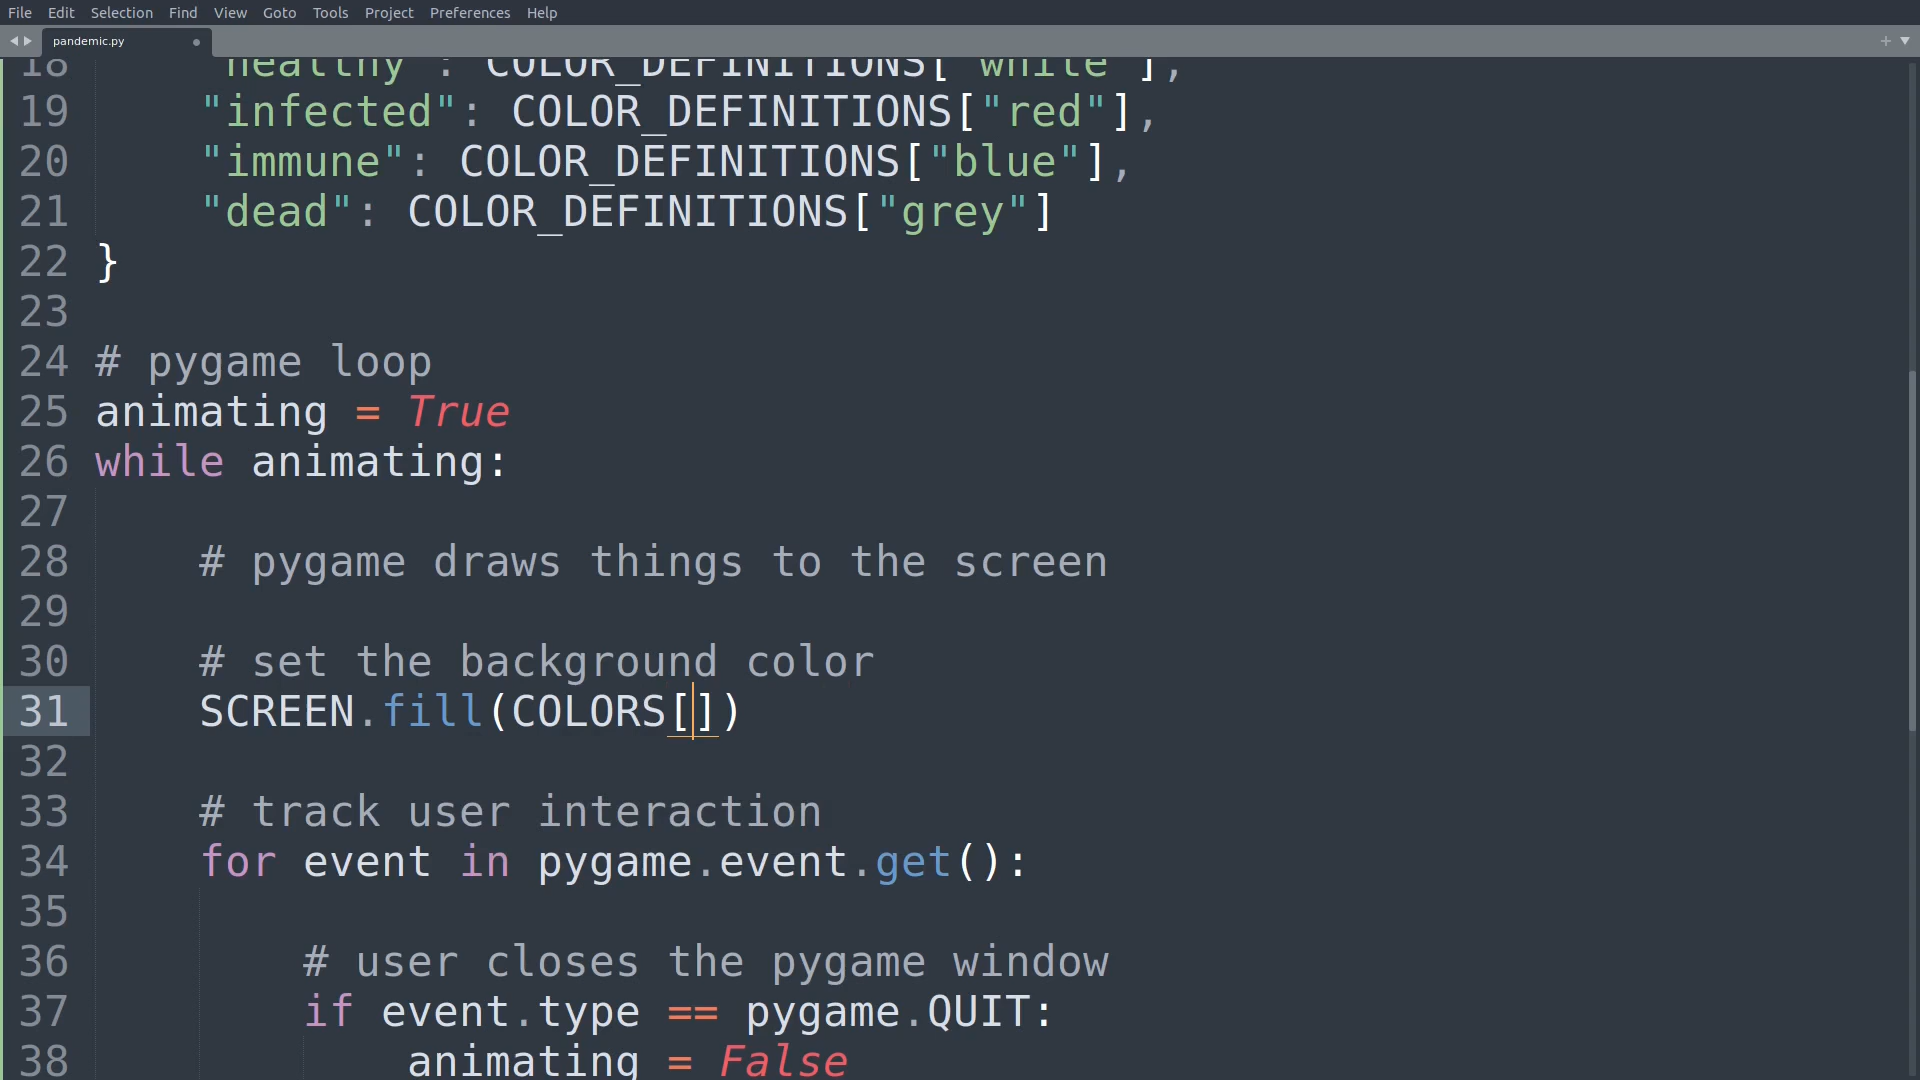 File Edit Selection Find View Goto Tools Project Preferences Help
pandemic.py
18 "healthy": COLOR_DEFINITIONS["white"],
19 "infected": COLOR_DEFINITIONS["red"],
20 "immune": COLOR_DEFINITIONS["blue"],
21 "dead": COLOR_DEFINITIONS["grey"]
22 }
23
24 # pygame loop
25 animating = True
26 while animating:
27
28 # pygame draws things to the screen
29
30 # set the background color
31 SCREEN.fill(COLORS[])
32
33 # track user interaction
34 for event in pygame.event.get():
35
36 # user closes the pygame window
37 if event.type == pygame.QUIT:
38 animating = False